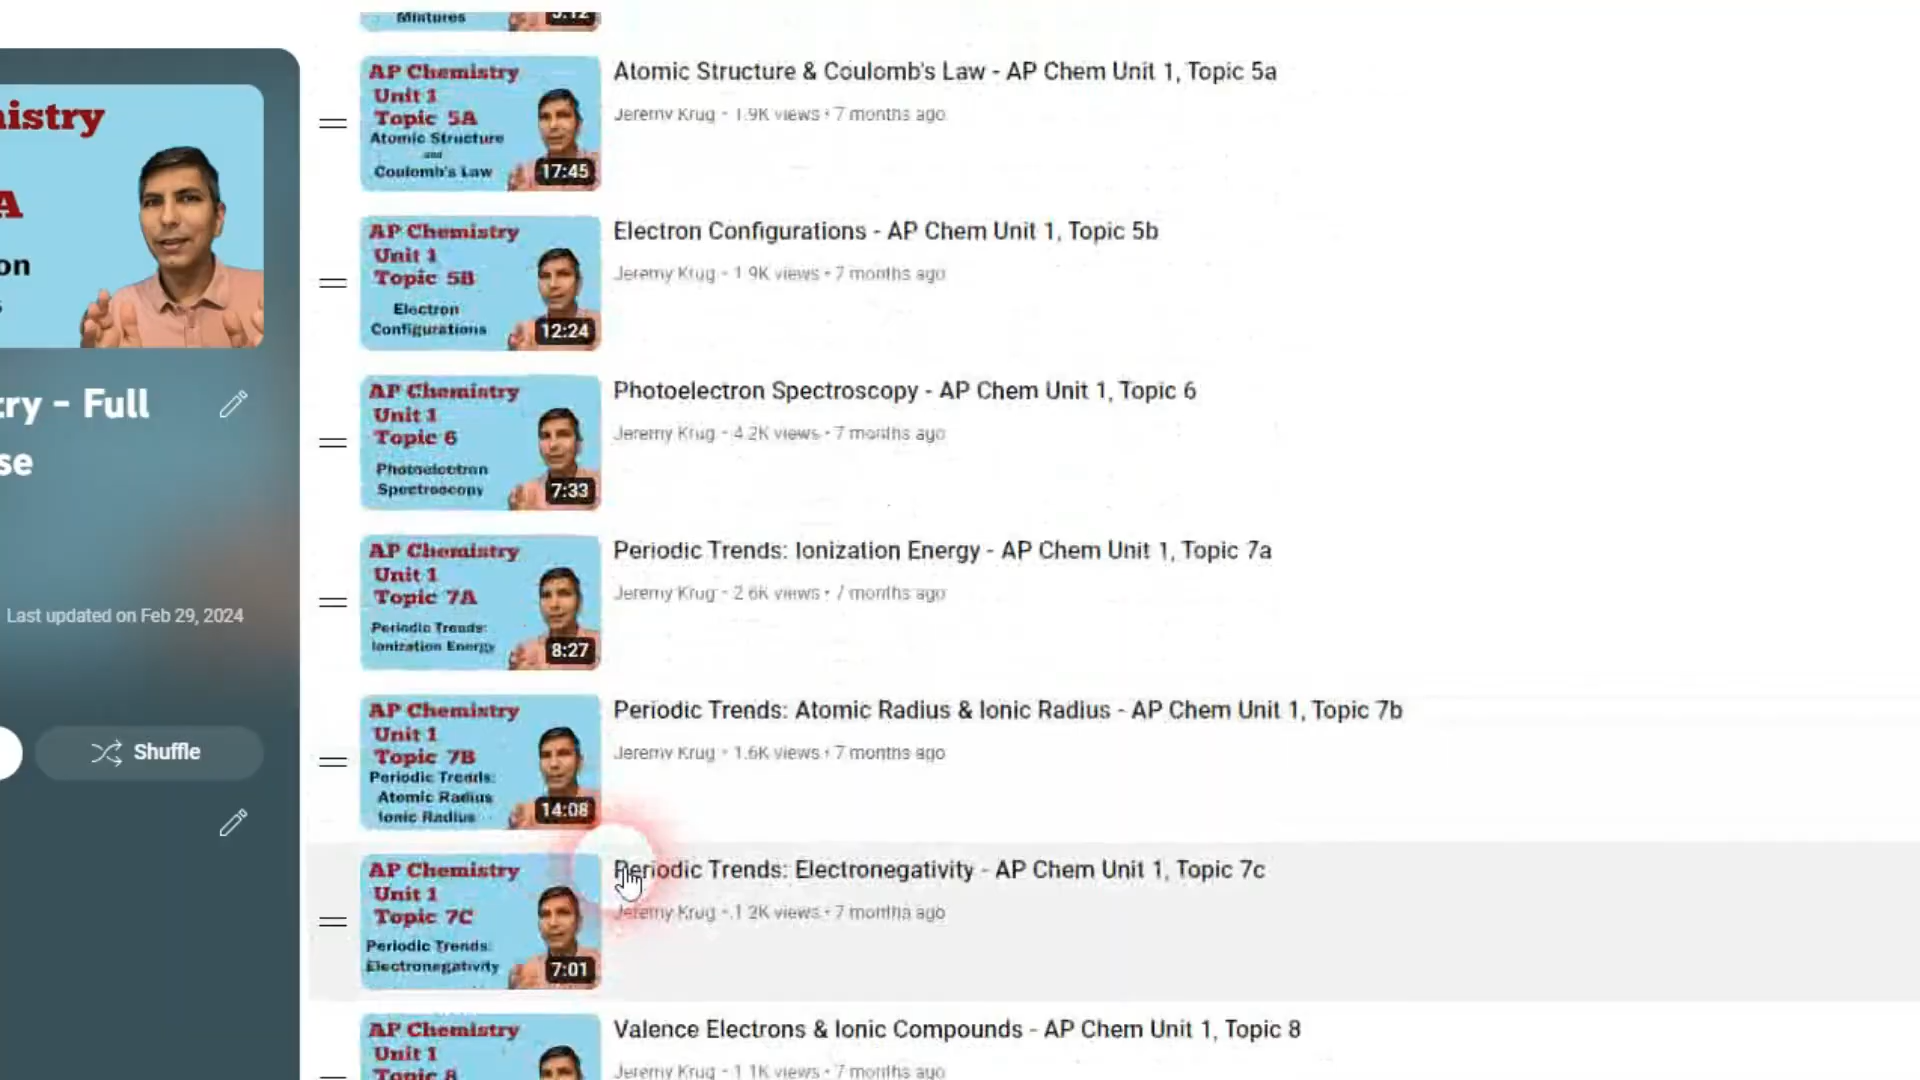 istry
A
on
ry - Full
se
Last updated on Feb 29, 2024
Shuffle
Mixtures
5:12
AP Chemistry
Unit 1
Topic 5A
Atomic Structure
and
Coulomb's Law
17:45
Atomic Structure & Coulomb's Law - AP Chem Unit 1, Topic 5a
Jeremy Krug • 1.9K views • 7 months ago
AP Chemistry
Unit 1
Topic 5B
Electron
Configurations
12:24
Electron Configurations - AP Chem Unit 1, Topic 5b
Jeremy Krug • 1.9K views • 7 months ago
AP Chemistry
Unit 1
Topic 6
Photoelectron
Spectroscopy
7:33
Photoelectron Spectroscopy - AP Chem Unit 1, Topic 6
Jeremy Krug • 4.2K views • 7 months ago
AP Chemistry
Unit 1
Topic 7A
Periodic Trends:
Ionization Energy
8:27
Periodic Trends: Ionization Energy - AP Chem Unit 1, Topic 7a
Jeremy Krug • 2.6K views • 7 months ago
AP Chemistry
Unit 1
Topic 7B
Periodic Trends:
Atomic Radius
Ionic Radius
14:08
Periodic Trends: Atomic Radius & Ionic Radius - AP Chem Unit 1, Topic 7b
Jeremy Krug • 1.6K views • 7 months ago
AP Chemistry
Unit 1
Topic 7C
Periodic Trends:
Electronegativity
7:01
Periodic Trends: Electronegativity - AP Chem Unit 1, Topic 7c
Jeremy Krug • 1.2K views • 7 months ago
AP Chemistry
Unit 1
Topic 8
Valence Electrons & Ionic Compounds - AP Chem Unit 1, Topic 8
Jeremy Krug • 1.1K views • 7 months ago